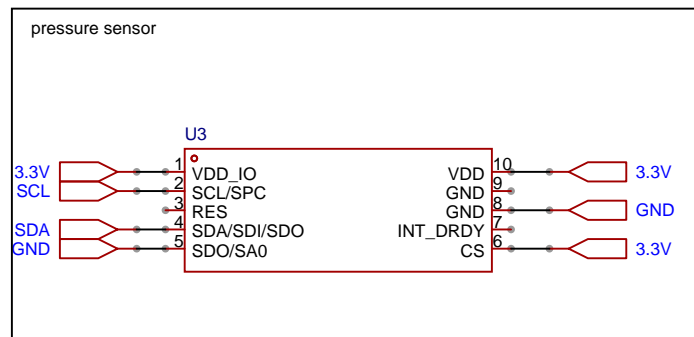 pressure sensor
U3
3.3V 1 VDD_IO VDD 10 3.3V
SCL 2 SCL/SPC GND 9
3 RES GND 8 GND
SDA 4 SDA/SDI/SDO INT_DRDY 7
GND 5 SDO/SA0 CS 6 3.3V